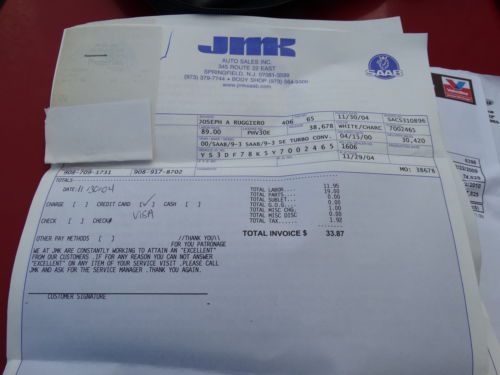 JMK
AUTO SALES INC.
345 ROUTE 22 EAST
SPRINGFIELD, N.J. 07081-3599
(973) 379-7744 • BODY SHOP (973) 564-
www.jmksaab.com
SAAB
JOSEPH A RUGGIERO 406 65 11/30/04 SACS310896
89.00 PHV30E 38,678 WHITE/CHARC 7002465
00/SAAB/9-3 SAAB/9-3 SE TURBO CONV. 04/15/00 30,420
YS3DF78K5Y7002465 1606
11/29/04
908-709-1731 908-917-8702 MO: 38678
TOTALS
DATE: 11-30-04
CHARGE [ ] CREDIT CARD [✓] CASH [ ]
VISA
CHECK [ ] CHECK#
OTHER PAY METHODS [ ] //THANK YOU\\
FOR YOU PATRONAGE
WE AT JMK ARE CONSTANTLY WORKING TO ATTAIN AN "EXCELLENT"
FROM OUR CUSTOMERS .IF FOR ANY REASON YOU CAN NOT ANSWER
"EXCELLENT" ON ANY ITEM OF YOUR SERVICE VISIT ,PLEASE CALL
JMK AND ASK FOR THE SERVICE MANAGER .THANK YOU AGAIN.
CUSTOMER SIGNATURE
TOTAL LABOR.... 11.95
TOTAL PARTS.... 19.00
TOTAL SUBLET... 0.00
TOTAL G.O.G.... 0.00
TOTAL MISC CHG. 1.00
TOTAL MISC DISC 0.00
TOTAL TAX...... 1.92
TOTAL INVOICE $ 33.87